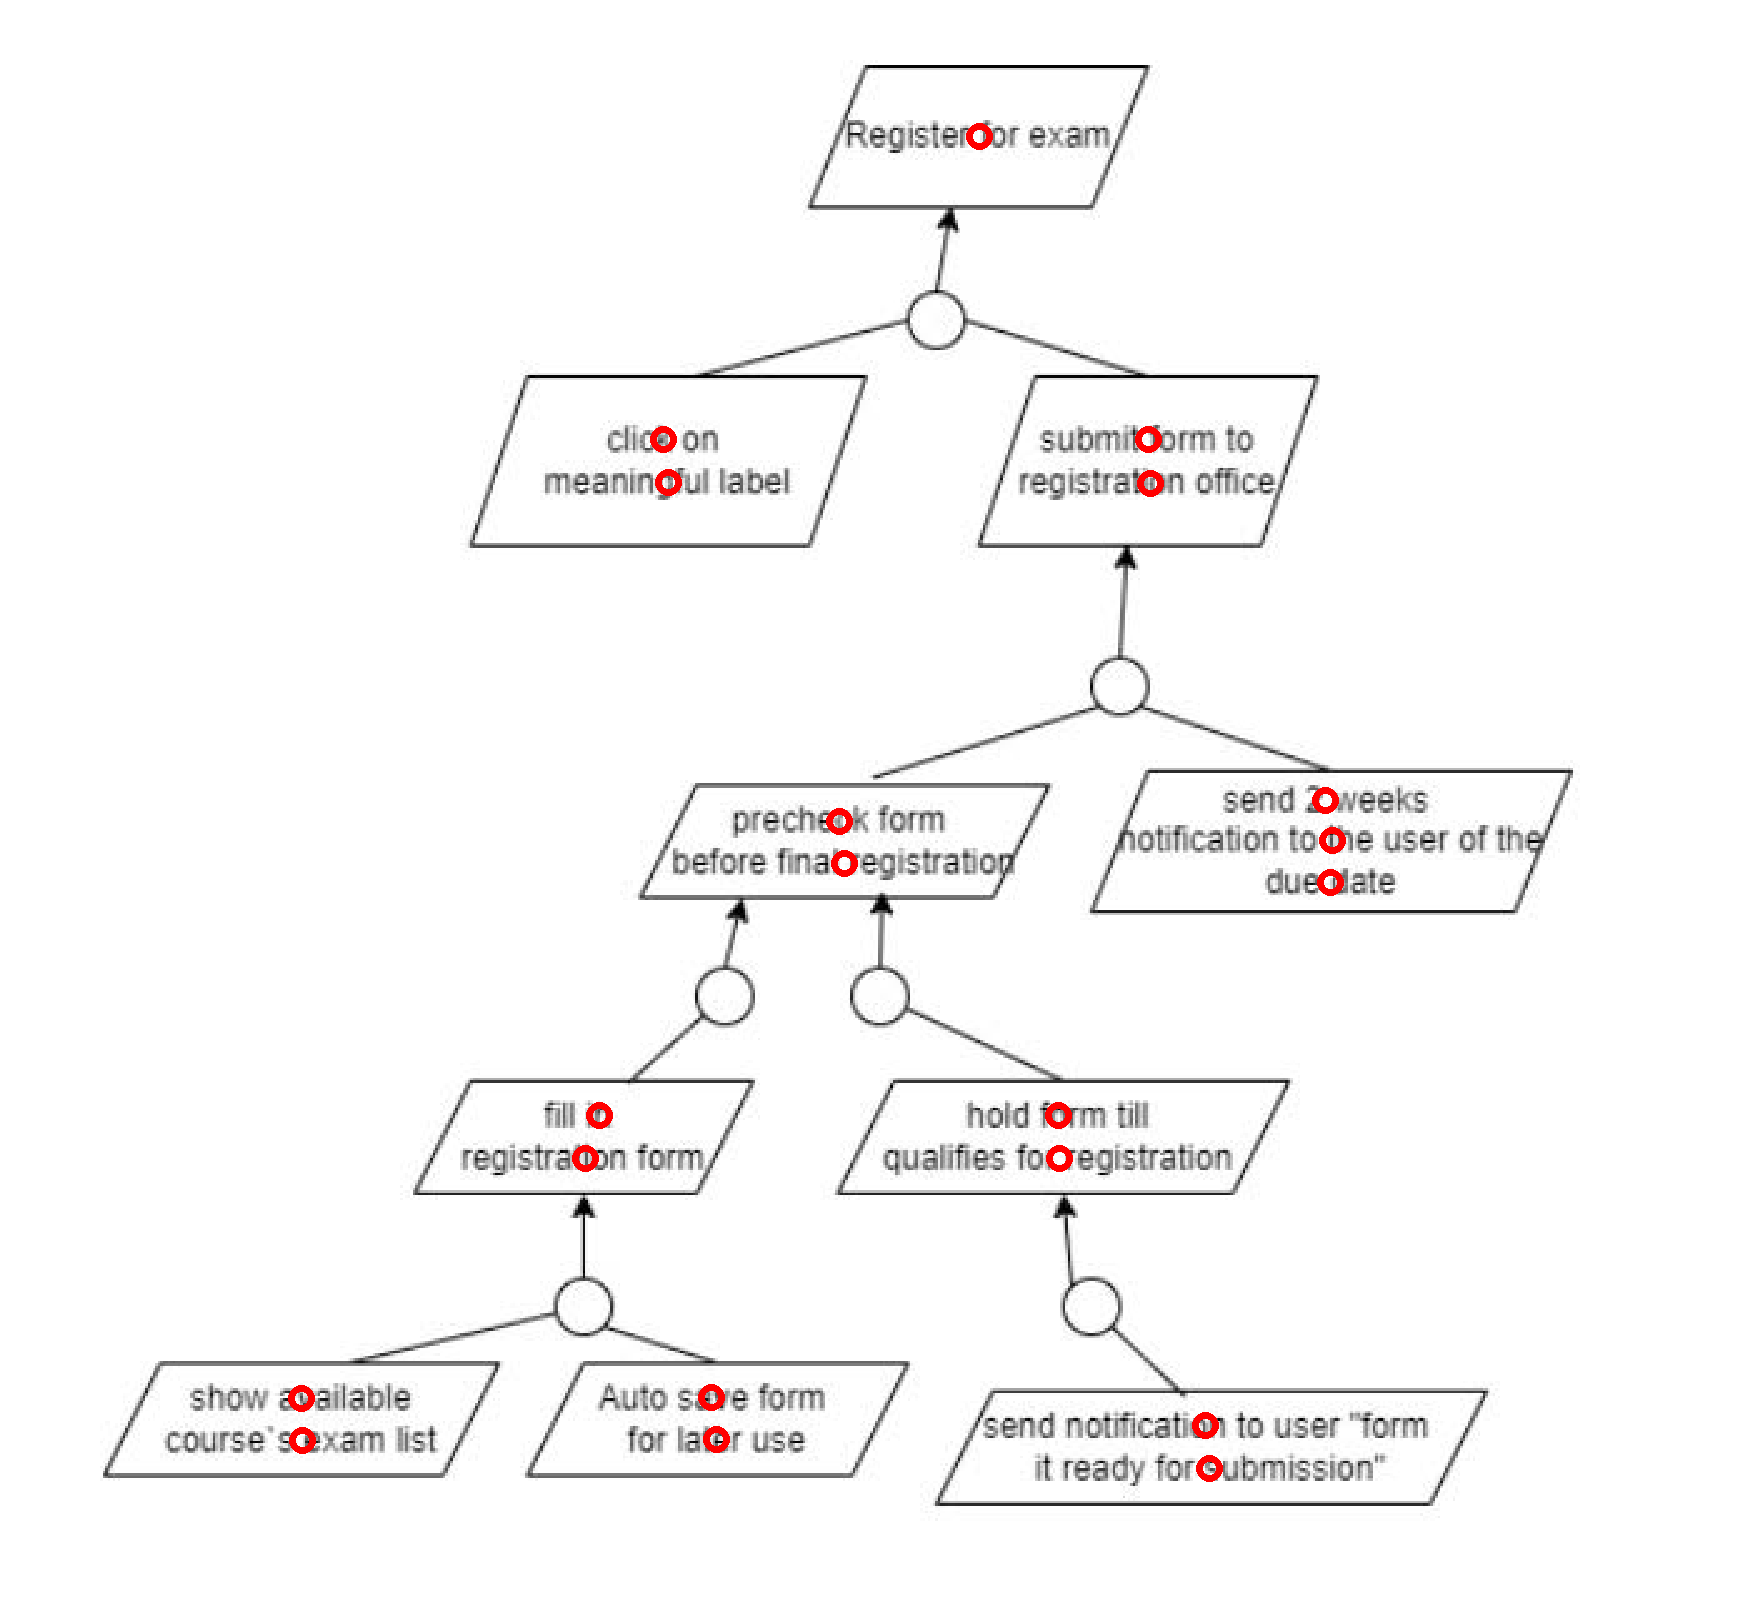 Register for exam
click on
meaningful label
submit form to
registration office
precheck form
before final registration
send 2 weeks
notification to the user of the
due date
fill in
registration form
hold form till
qualifies for registration
show available
course`s exam list
Auto save form
for later use
send notification to user "form
it ready for submission"